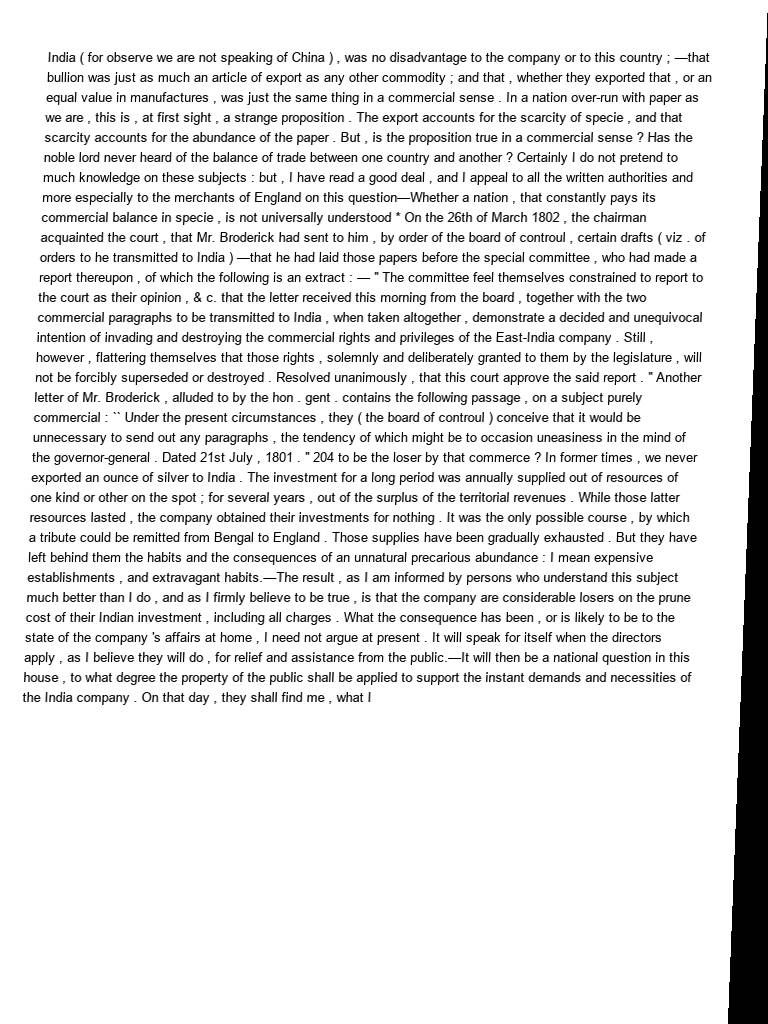 India ( for observe we are not speaking of China ) , was no disadvantage to the company or to this country ; —that
bullion was just as much an article of export as any other commodity ; and that , whether they exported that , or an
equal value in manufactures , was just the same thing in a commercial sense . In a nation over-run with paper as
we are , this is , at first sight , a strange proposition . The export accounts for the scarcity of specie , and that
scarcity accounts for the abundance of the paper . But , is the proposition true in a commercial sense ? Has the
noble lord never heard of the balance of trade between one country and another ? Certainly I do not pretend to
much knowledge on these subjects : but , I have read a good deal , and I appeal to all the written authorities and
more especially to the merchants of England on this question—Whether a nation , that constantly pays its
commercial balance in specie , is not universally understood * On the 26th of March 1802 , the chairman
acquainted the court , that Mr. Broderick had sent to him , by order of the board of controul , certain drafts ( viz . of
orders to he transmitted to India ) —that he had laid those papers before the special committee , who had made a
report thereupon , of which the following is an extract : — " The committee feel themselves constrained to report to
the court as their opinion , & c. that the letter received this morning from the board , together with the two
commercial paragraphs to be transmitted to India , when taken altogether , demonstrate a decided and unequivocal
intention of invading and destroying the commercial rights and privileges of the East-India company . Still ,
however , flattering themselves that those rights , solemnly and deliberately granted to them by the legislature , will
not be forcibly superseded or destroyed . Resolved unanimously , that this court approve the said report . " Another
letter of Mr. Broderick , alluded to by the hon . gent . contains the following passage , on a subject purely
commercial : `` Under the present circumstances , they ( the board of controul ) conceive that it would be
unnecessary to send out any paragraphs , the tendency of which might be to occasion uneasiness in the mind of
the governor-general . Dated 21st July , 1801 . " 204 to be the loser by that commerce ? In former times , we never
exported an ounce of silver to India . The investment for a long period was annually supplied out of resources of
one kind or other on the spot ; for several years , out of the surplus of the territorial revenues . While those latter
resources lasted , the company obtained their investments for nothing . It was the only possible course , by which
a tribute could be remitted from Bengal to England . Those supplies have been gradually exhausted . But they have
left behind them the habits and the consequences of an unnatural precarious abundance : I mean expensive
establishments , and extravagant habits.—The result , as I am informed by persons who understand this subject
much better than I do , and as I firmly believe to be true , is that the company are considerable losers on the prune
cost of their Indian investment , including all charges . What the consequence has been , or is likely to be to the
state of the company 's affairs at home , I need not argue at present . It will speak for itself when the directors
apply , as I believe they will do , for relief and assistance from the public.—It will then be a national question in this
house , to what degree the property of the public shall be applied to support the instant demands and necessities of
the India company . On that day , they shall find me , what I